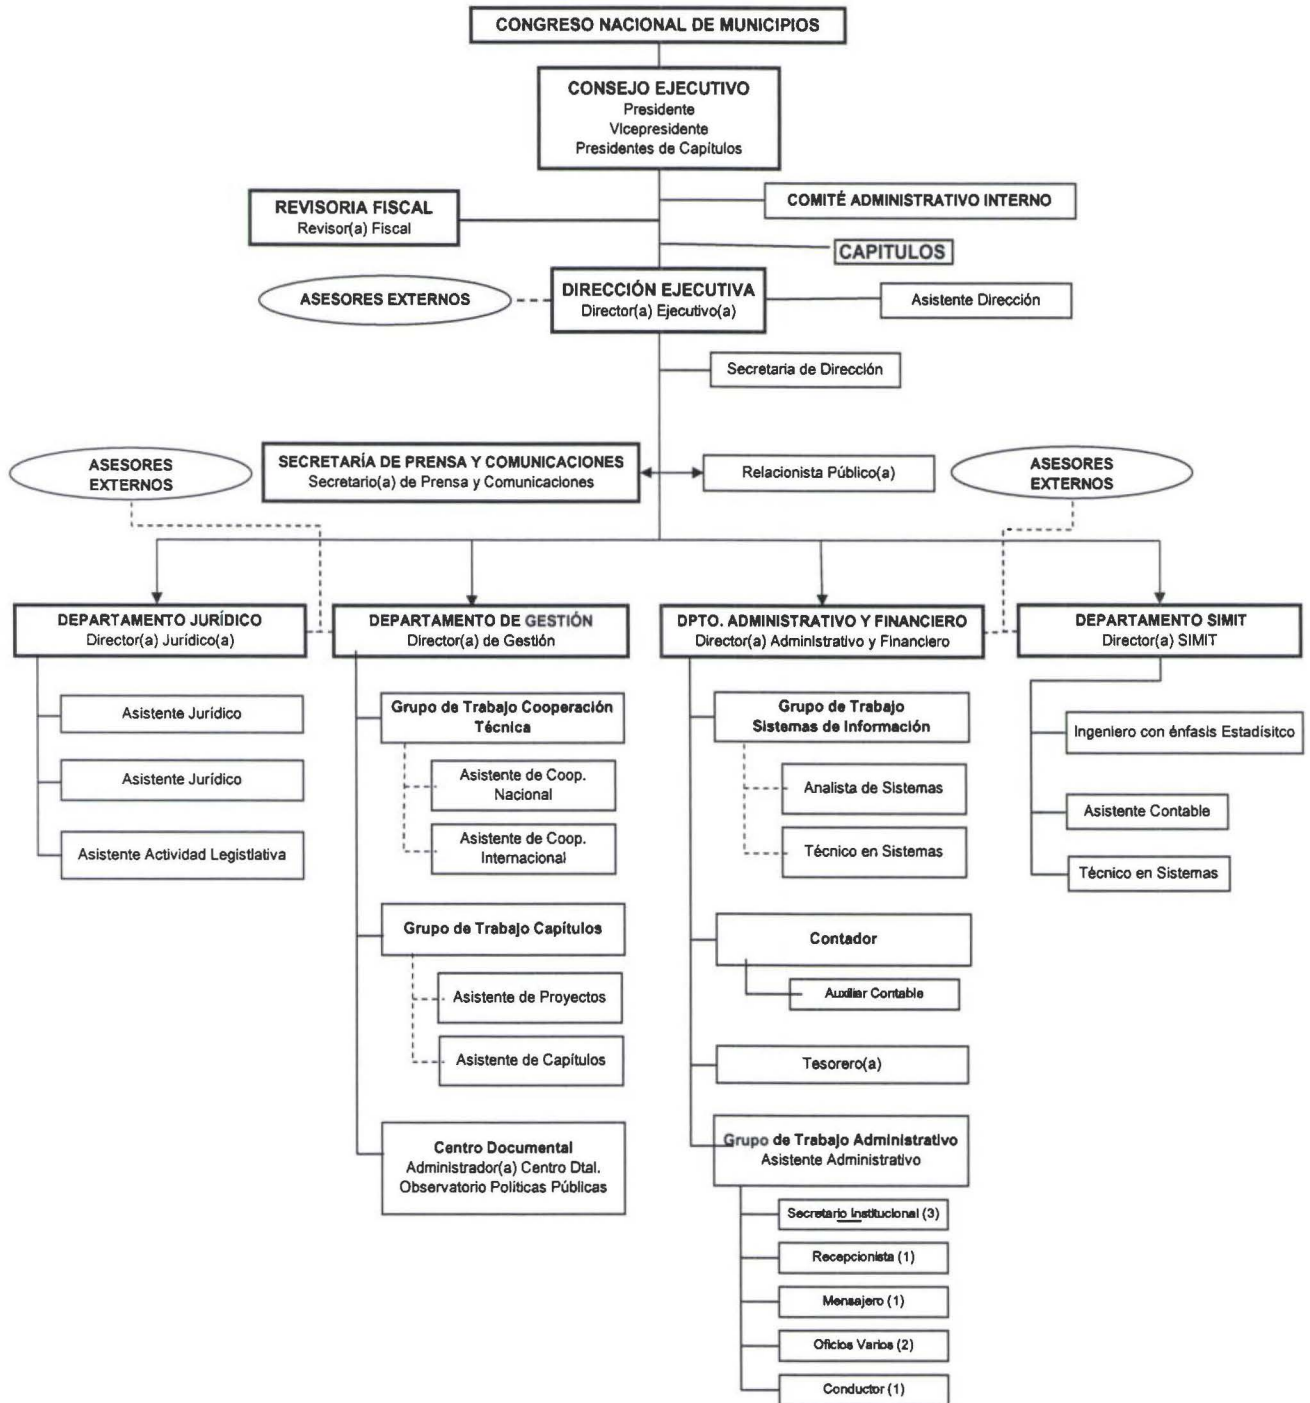 CONGRESO NACIONAL DE MUNICIPIOS
CONSEJO EJECUTIVO
Presidente
VIcepresidente
Presidentes de Capítulos
REVISORIA FISCAL
Revisor(a) Fiscal
COMITÉ ADMINISTRATIVO INTERNO
CAPITULOS
ASESORES EXTERNOS
DIRECCIÓN EJECUTIVA
Director(a) Ejecutivo(a)
Asistente Dirección
Secretaria de Dirección
ASESORES
EXTERNOS
SECRETARÍA DE PRENSA Y COMUNICACIONES
Secretario(a) de Prensa y Comunicaciones
Relacionista Público(a)
ASESORES
EXTERNOS
DEPARTAMENTO JURÍDICO
Director(a) Jurídico(a)
DEPARTAMENTO DE GESTIÓN
Director(a) de Gestión
DPTO. ADMINISTRATIVO Y FINANCIERO
Director(a) Administrativo y Financiero
DEPARTAMENTO SIMIT
Director(a) SIMIT
Asistente Jurídico
Asistente Jurídico
Asistente Actividad Legistlativa
Grupo de Trabajo Cooperación
Técnica
Asistente de Coop.
Nacional
Asistente de Coop.
Internacional
Grupo de Trabajo Capítulos
Asistente de Proyectos
Asistente de Capítulos
Centro Documental
Administrador(a) Centro Dtal.
Observatorio Políticas Públicas
Grupo de Trabajo
Sistemas de Información
Analista de Sistemas
Técnico en Sistemas
Contador
Auxiliar Contable
Tesorero(a)
Grupo de Trabajo Administrativo
Asistente Administrativo
Secretario Institucional (3)
Recepcionista (1)
Mensajero (1)
Oficios Varios (2)
Conductor (1)
Ingeniero con énfasis Estadísitco
Asistente Contable
Técnico en Sistemas